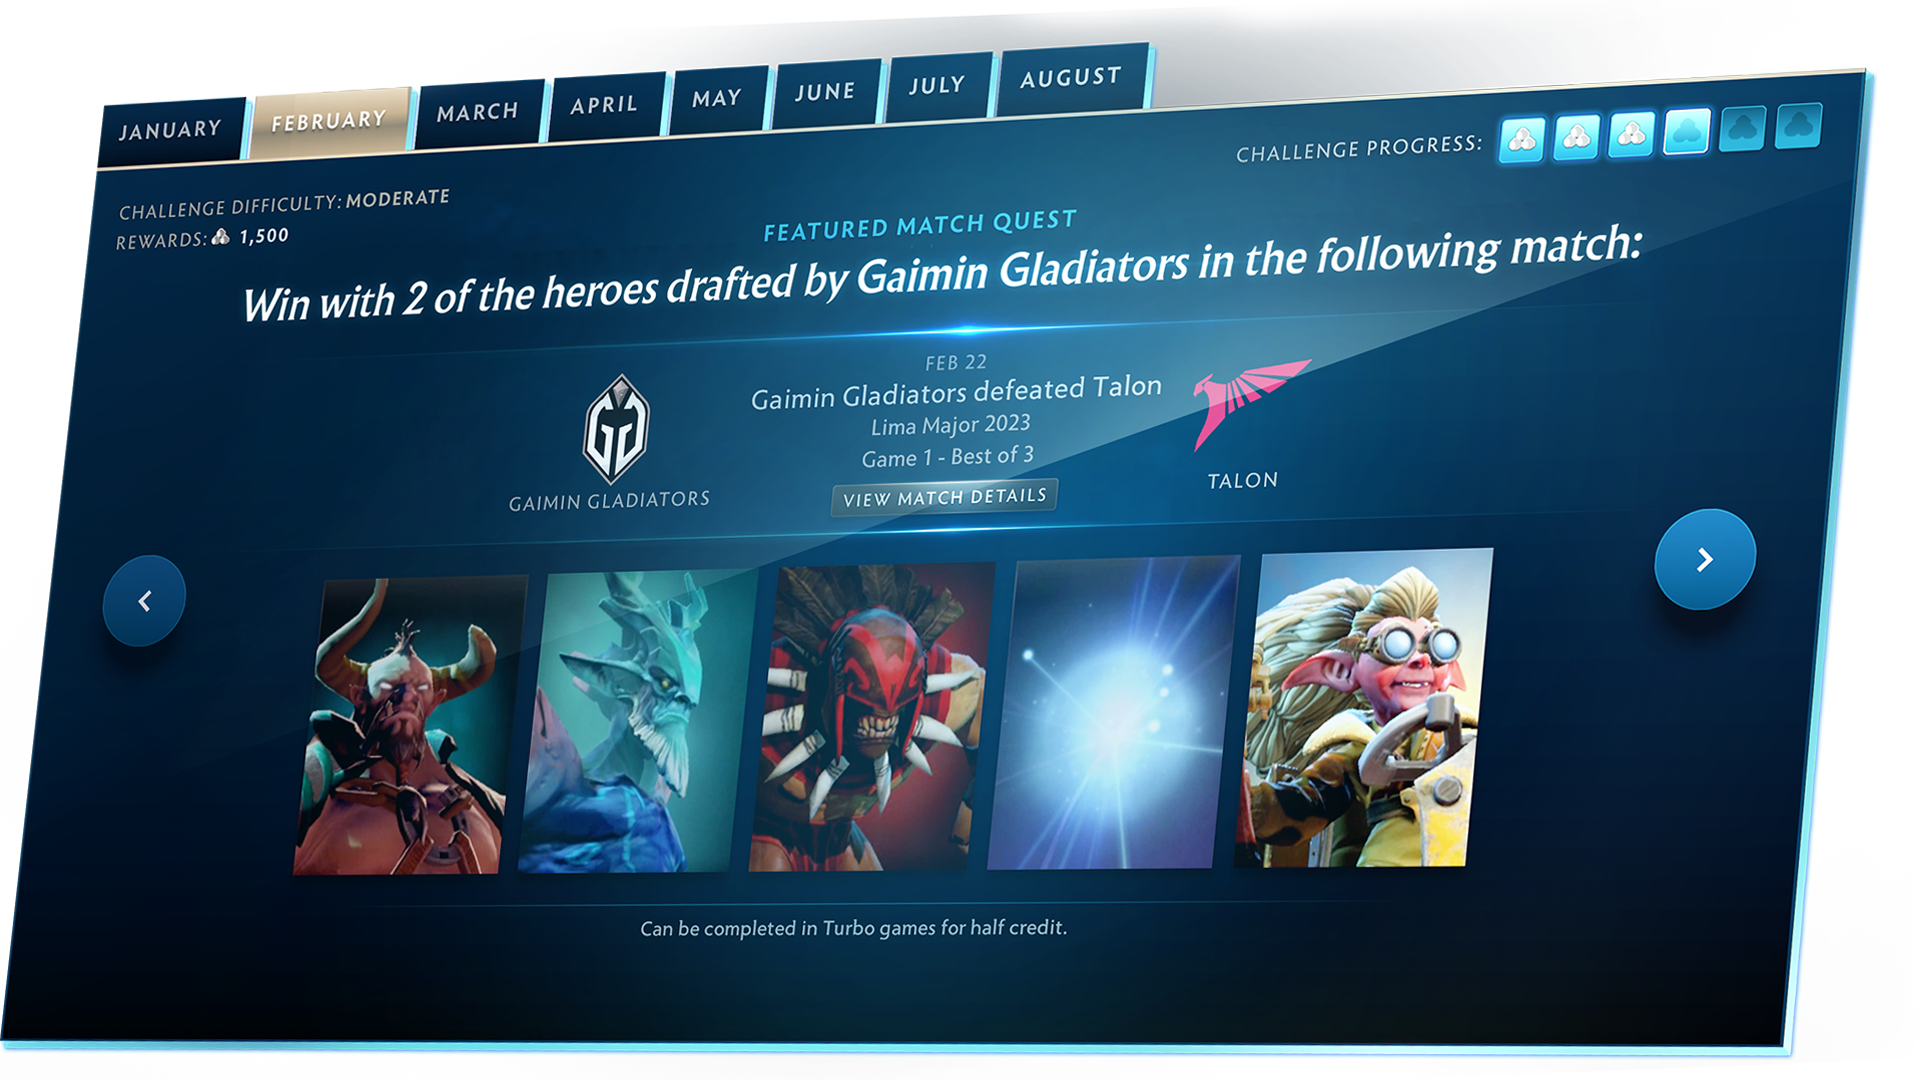 JANUARY
FEBRUARY
MARCH
APRIL
MAY
JUNE
JULY
AUGUST
CHALLENGE PROGRESS:
CHALLENGE DIFFICULTY: MODERATE
REWARDS: 1,500
FEATURED MATCH QUEST
Win with 2 of the heroes drafted by Gaimin Gladiators in the following match:
FEB 22
Gaimin Gladiators defeated Talon
Lima Major 2023
Game 1 - Best of 3
VIEW MATCH DETAILS
GAIMIN GLADIATORS
TALON
Can be completed in Turbo games for half credit.